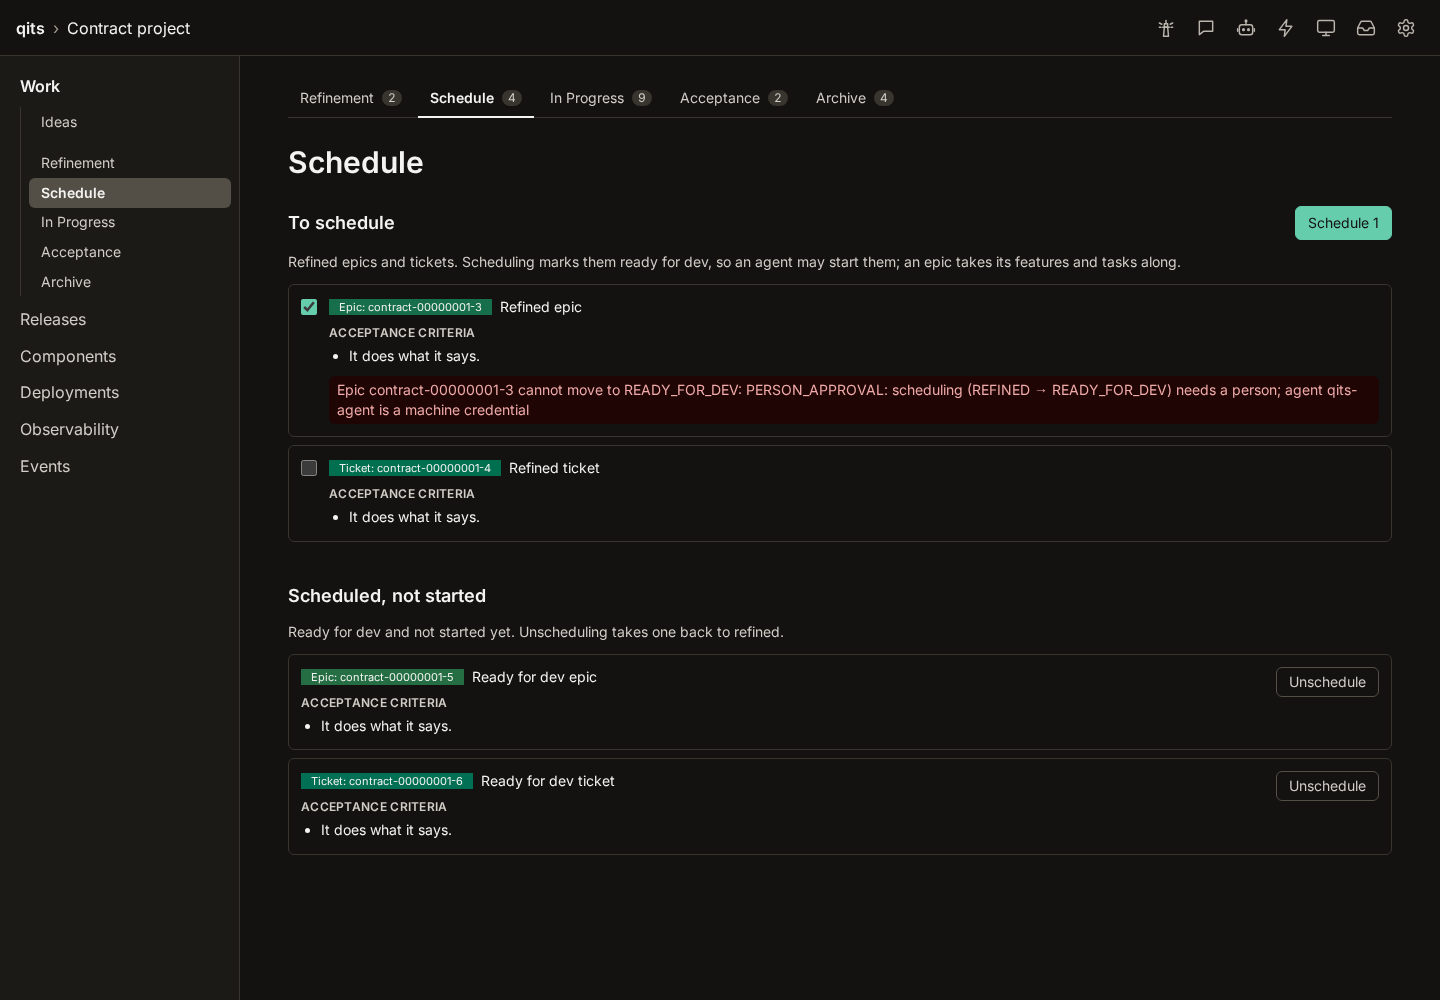 qits › Contract project
Work
Ideas
Refinement
Schedule
In Progress
Acceptance
Archive
Releases
Components
Deployments
Observability
Events
Refinement 2
Schedule 4
In Progress 9
Acceptance 2
Archive 4
Schedule
To schedule
Schedule 1
Refined epics and tickets. Scheduling marks them ready for dev, so an agent may start them; an epic takes its features and tasks along.
Epic: contract-00000001-3 Refined epic
ACCEPTANCE CRITERIA
• It does what it says.
Epic contract-00000001-3 cannot move to READY_FOR_DEV: PERSON_APPROVAL: scheduling (REFINED → READY_FOR_DEV) needs a person; agent qits-
agent is a machine credential
Ticket: contract-00000001-4 Refined ticket
ACCEPTANCE CRITERIA
• It does what it says.
Scheduled, not started
Ready for dev and not started yet. Unscheduling takes one back to refined.
Epic: contract-00000001-5 Ready for dev epic
Unschedule
ACCEPTANCE CRITERIA
• It does what it says.
Ticket: contract-00000001-6 Ready for dev ticket
Unschedule
ACCEPTANCE CRITERIA
• It does what it says.